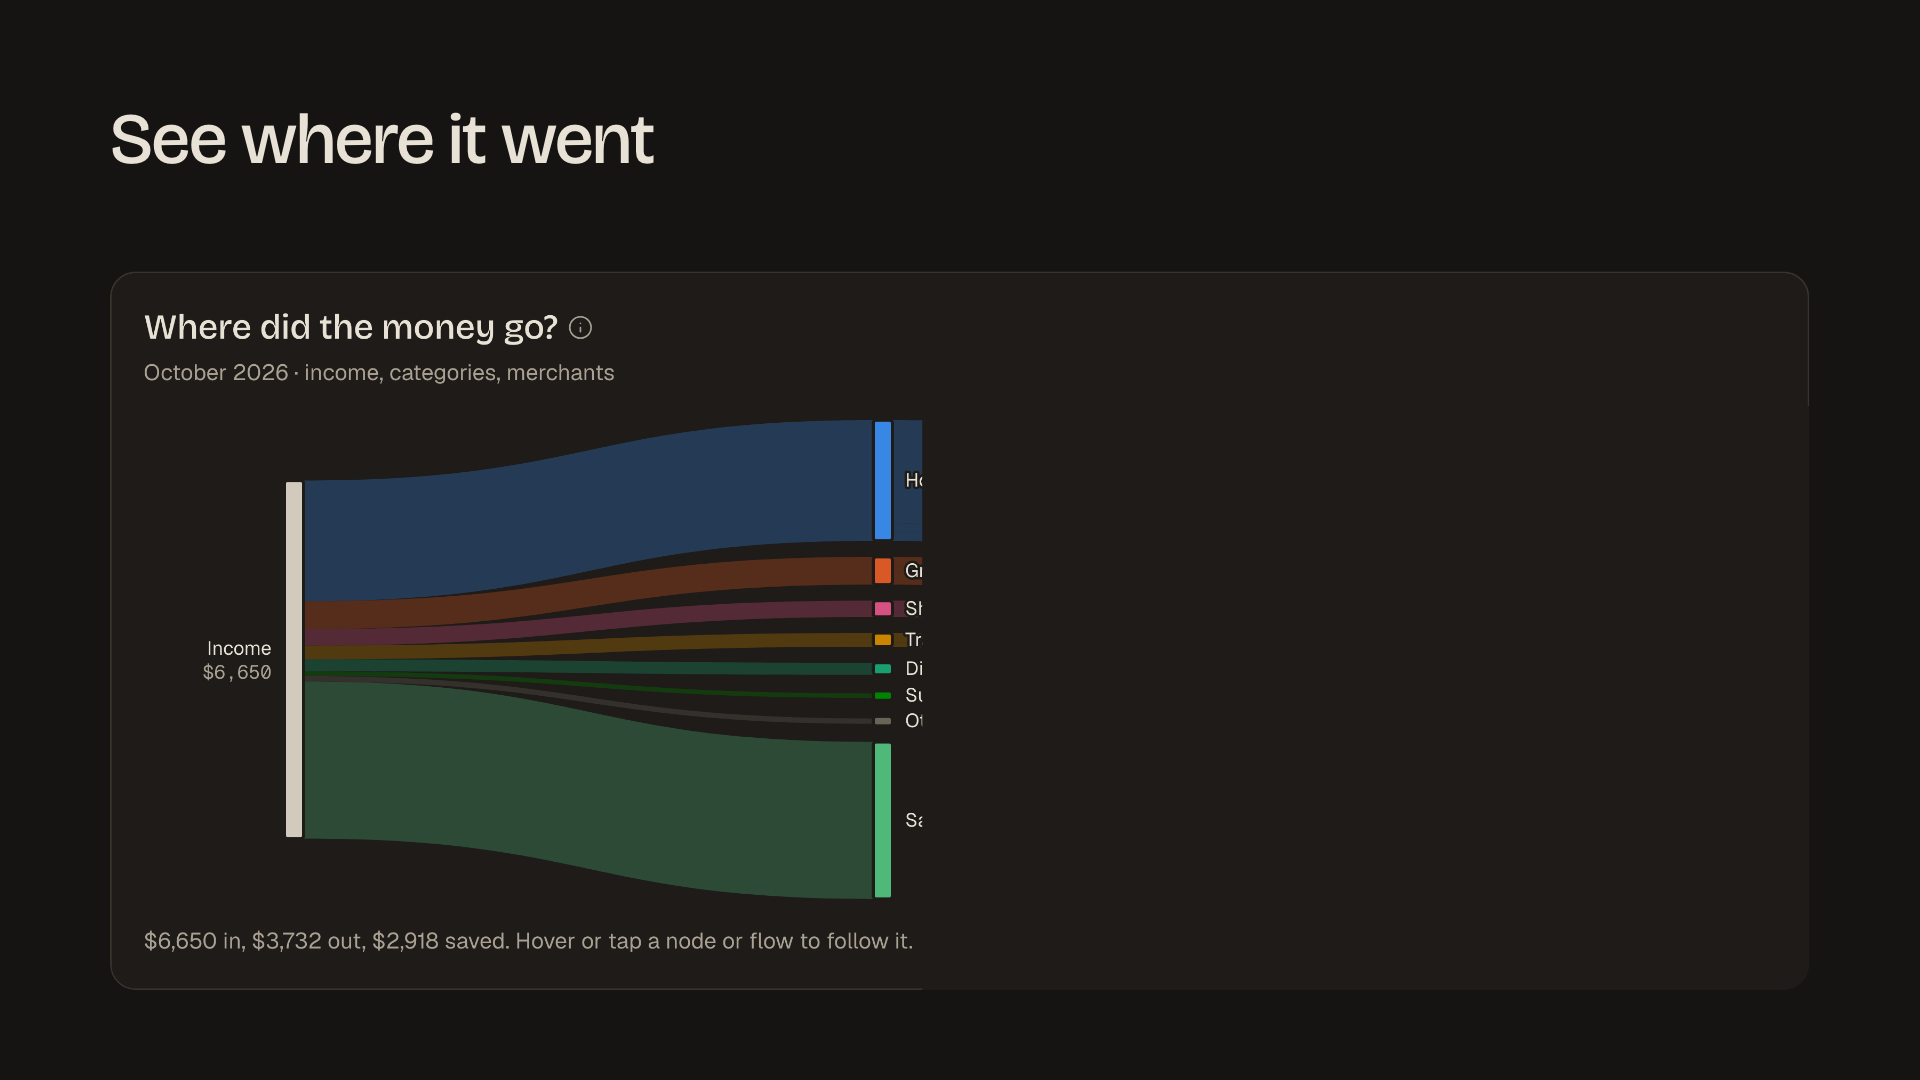 See where it went
Where did the money go?
October 2026 · income, categories, merchants
Income
$6,650
$6,650 in, $3,732 out, $2,918 saved. Hover or tap a node or flow to follow it.